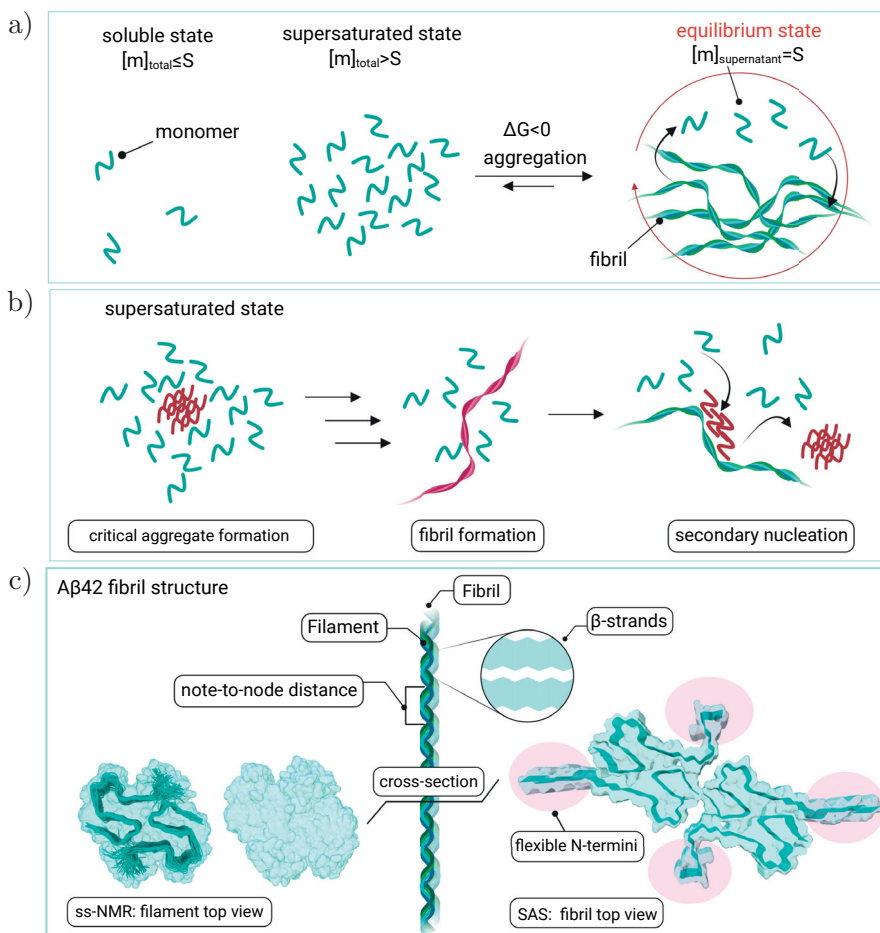 a)
soluble state
[m]total≤S
supersaturated state
[m]total>S
equilibrium state
[m]supernatant=S
monomer
ΔG<0
aggregation
fibril
b)
supersaturated state
critical aggregate formation
fibril formation
secondary nucleation
c)
Aβ42 fibril structure
Fibril
Filament
β-strands
note-to-node distance
cross-section
flexible N-termini
ss-NMR: filament top view
SAS: fibril top view